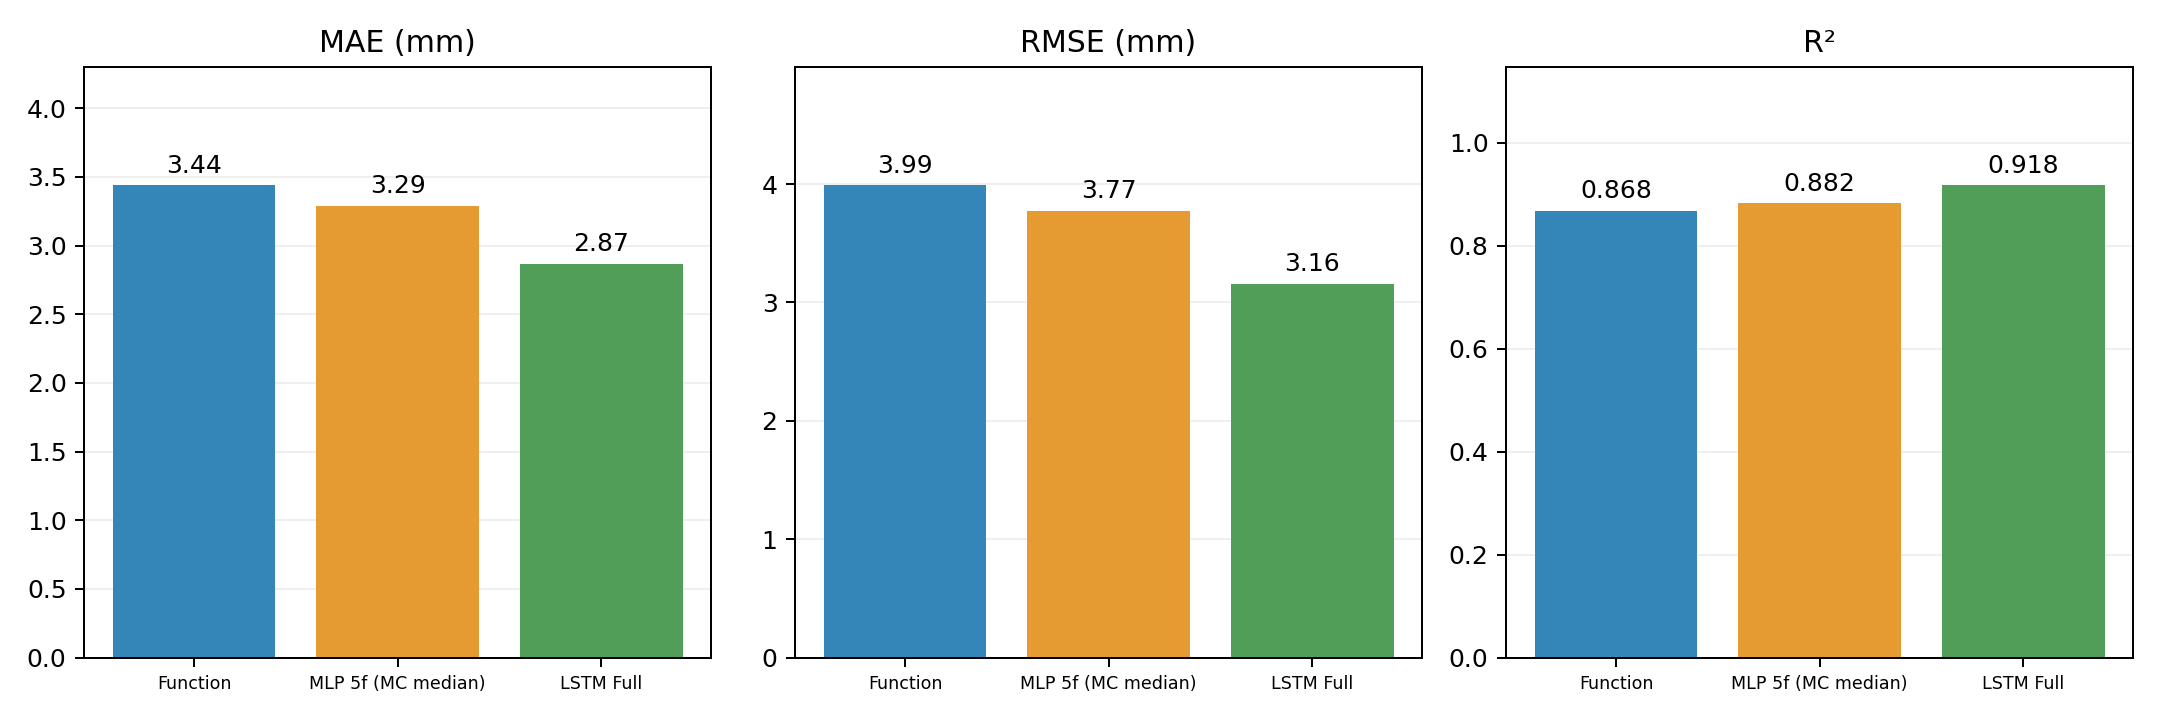 MAE (mm)
4.0
3.5
3.0
2.5
2.0
1.5
1.0
0.5
0.0
3.44
3.29
2.87
Function
MLP 5f (MC median)
LSTM Full
RMSE (mm)
4
3
2
1
0
3.99
3.77
3.16
Function
MLP 5f (MC median)
LSTM Full
R²
1.0
0.8
0.6
0.4
0.2
0.0
0.868
0.882
0.918
Function
MLP 5f (MC median)
LSTM Full